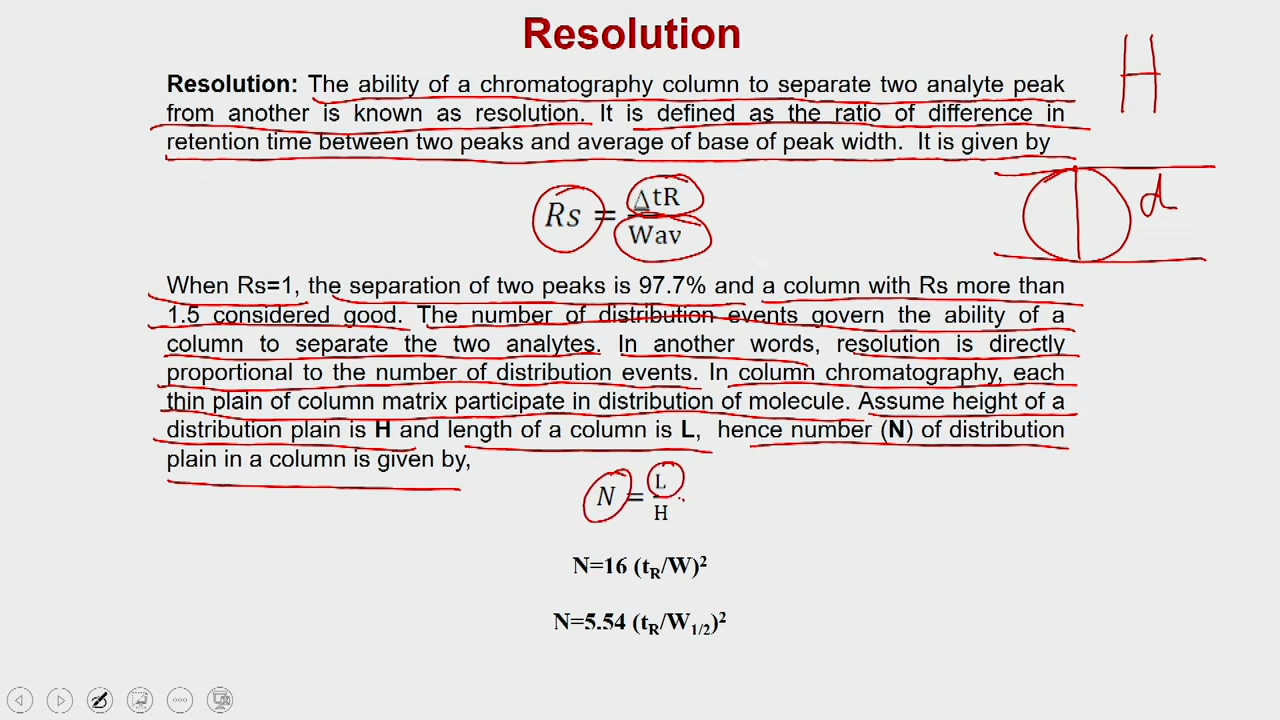 Resolution
H
Resolution: The ability of a chromatography column to separate two analyte peak
from another is known as resolution. It is defined as the ratio of difference in
retention time between two peaks and average of base of peak width. It is given by
d
Rs = ΔtR / Wav
When Rs=1, the separation of two peaks is 97.7% and a column with Rs more than
1.5 considered good. The number of distribution events govern the ability of a
column to separate the two analytes. In another words, resolution is directly
proportional to the number of distribution events. In column chromatography, each
thin plain of column matrix participate in distribution of molecule. Assume height of a
distribution plain is H and length of a column is L, hence number (N) of distribution
plain in a column is given by,
N = L / H
N=16 (tR/W)²
N=5.54 (tR/W1/2)²